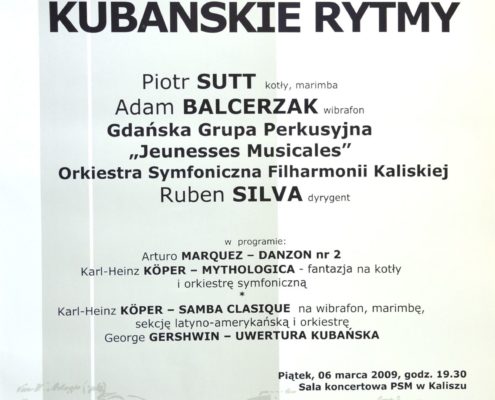 KUBAŃSKIE RYTMY
Piotr SUTT kotły, marimba
Adam BALCERZAK wibrafon
Gdańska Grupa Perkusyjna
„Jeunesses Musicales”
Orkiestra Symfoniczna Filharmonii Kaliskiej
Ruben SILVA dyrygent
w programie:
Arturo MARQUEZ – DANZON nr 2
Karl-Heinz KÖPER – MYTHOLOGICA - fantazja na kotły
i orkiestrę symfoniczną
*
Karl-Heinz KÖPER – SAMBA CLASIQUE na wibrafon, marimbę,
sekcję latyno-amerykańską i orkiestrę
George GERSHWIN – UWERTURA KUBAŃSKA
Piątek, 06 marca 2009, godz. 19.30
Sala koncertowa PSM w Kaliszu